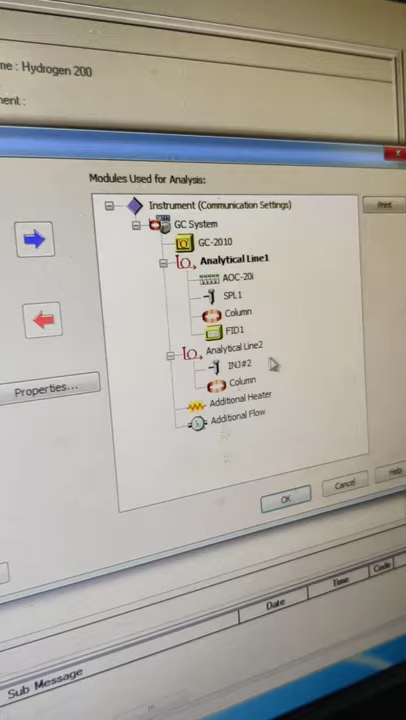 me : Hydrogen 200
ment :
Modules Used for Analysis:
Print
Instrument (Communication Settings)
GC System
GC-2010
Analytical Line1
AOC-20i
SPL1
Column
FID1
Analytical Line2
INJ#2
Column
Additional Heater
Additional Flow
Properties...
OK
Cancel
Help
Sub Message
Date
Time
Code